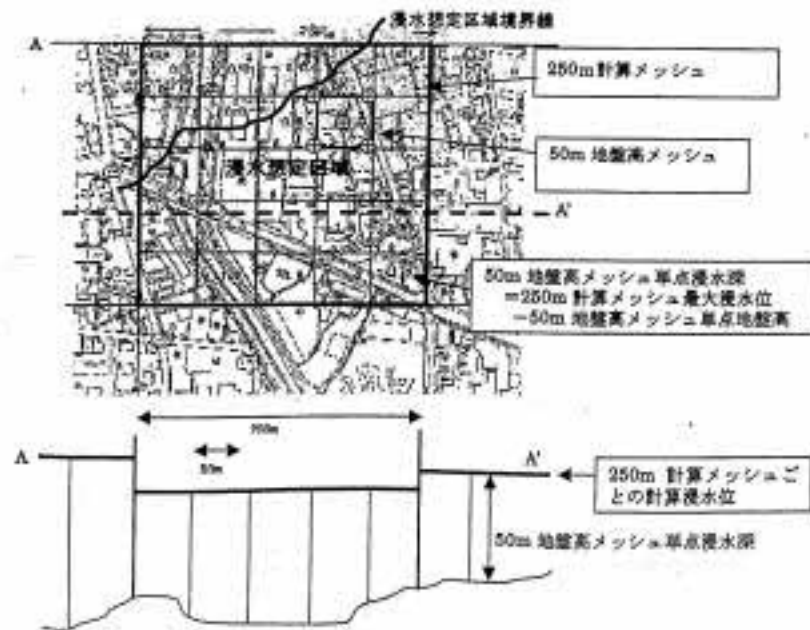 浸水想定区域境界線
A
250m計算メッシュ
50m 地盤高メッシュ
浸水想定区域
A'
50m 地盤高メッシュ単点浸水深
=250m 計算メッシュ最大浸水位
−50m 地盤高メッシュ単点地盤高
250m
50m
A
A'
250m 計算メッシュご
との計算浸水位
50m 地盤高メッシュ単点浸水深